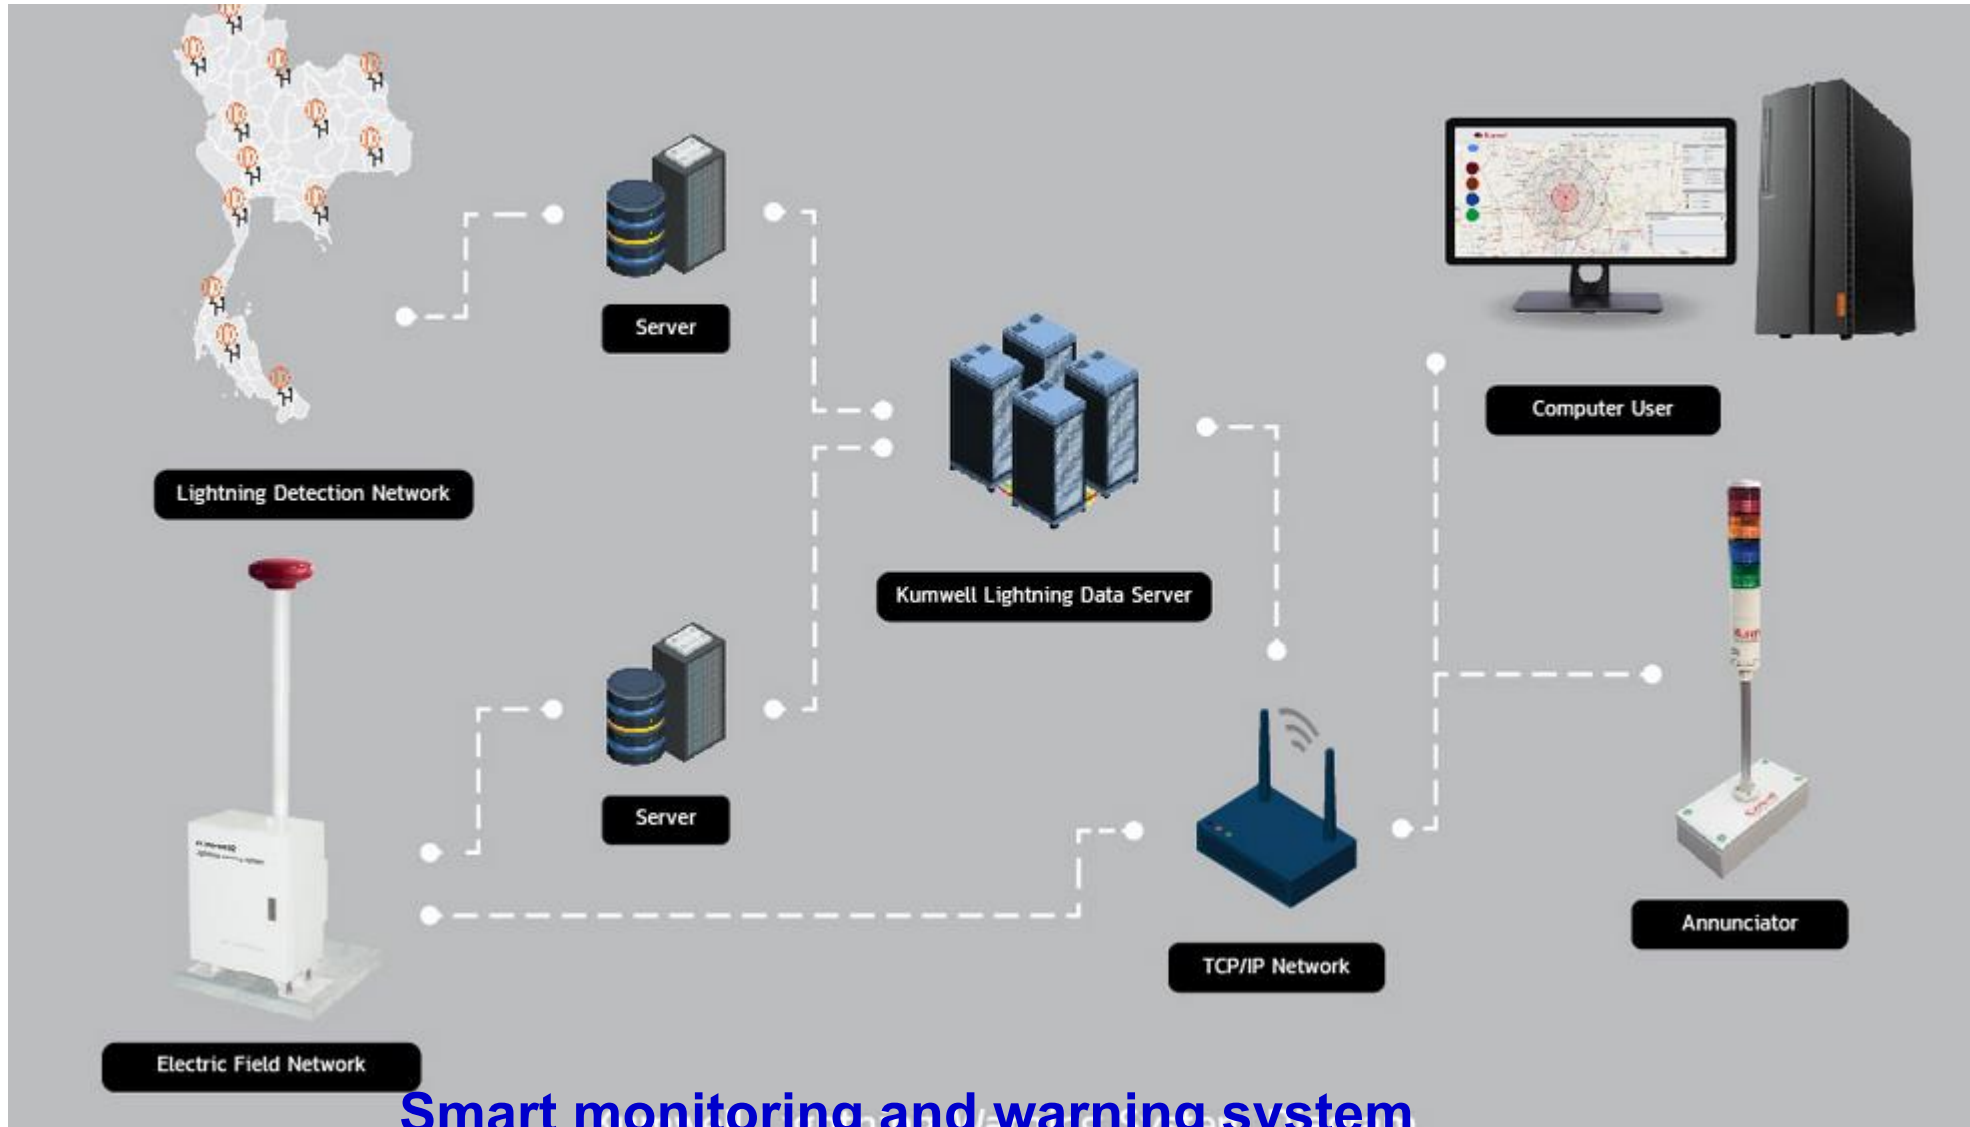 Server
Computer User
Lightning Detection Network
Kumwell Lightning Data Server
Server
Annunciator
TCP/IP Network
Electric Field Network
Smart monitoring and warning system